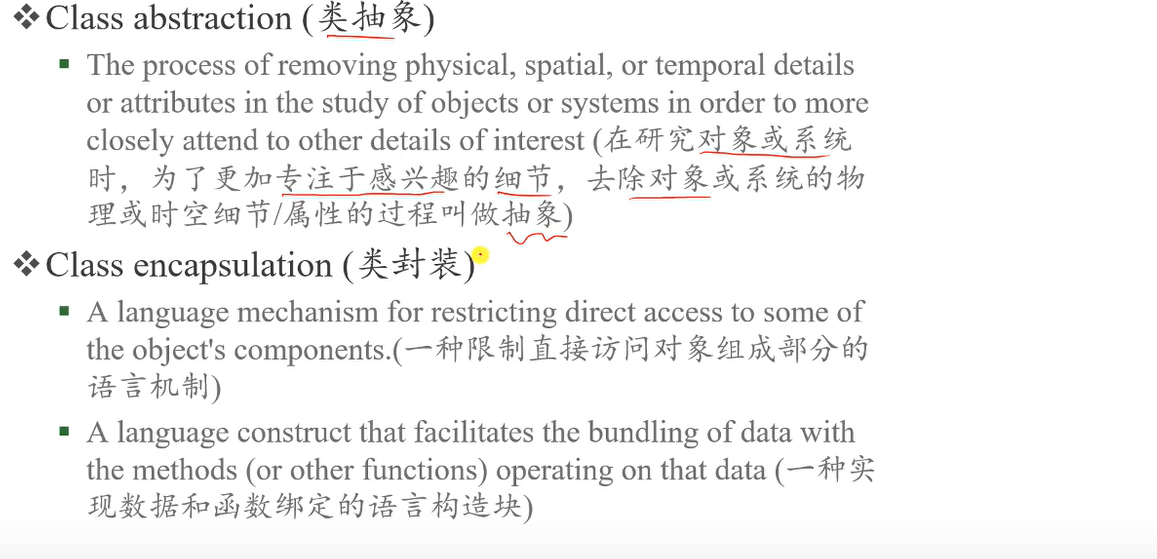 ❖Class abstraction (类抽象)
▪ The process of removing physical, spatial, or temporal details
or attributes in the study of objects or systems in order to more
closely attend to other details of interest (在研究对象或系统
时，为了更加专注于感兴趣的细节，去除对象或系统的物
理或时空细节/属性的过程叫做抽象)
❖Class encapsulation (类封装)
▪ A language mechanism for restricting direct access to some of
the object's components.(一种限制直接访问对象组成部分的
语言机制)
▪ A language construct that facilitates the bundling of data with
the methods (or other functions) operating on that data (一种实
现数据和函数绑定的语言构造块)